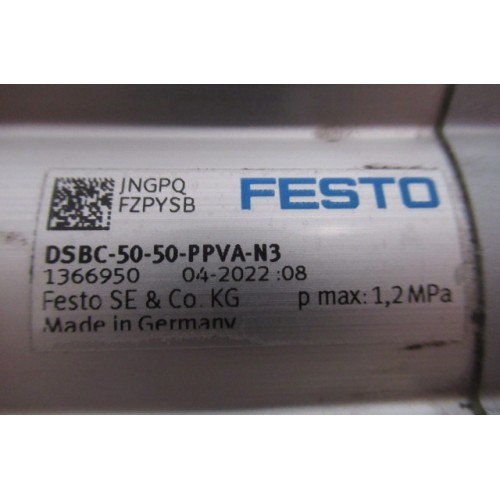 JNGPQ
FZPYSB
FESTO
DSBC-50-50-PPVA-N3
1366950 04-2022 :08
Festo SE & Co. KG p max: 1,2 MPa
Made in Germany